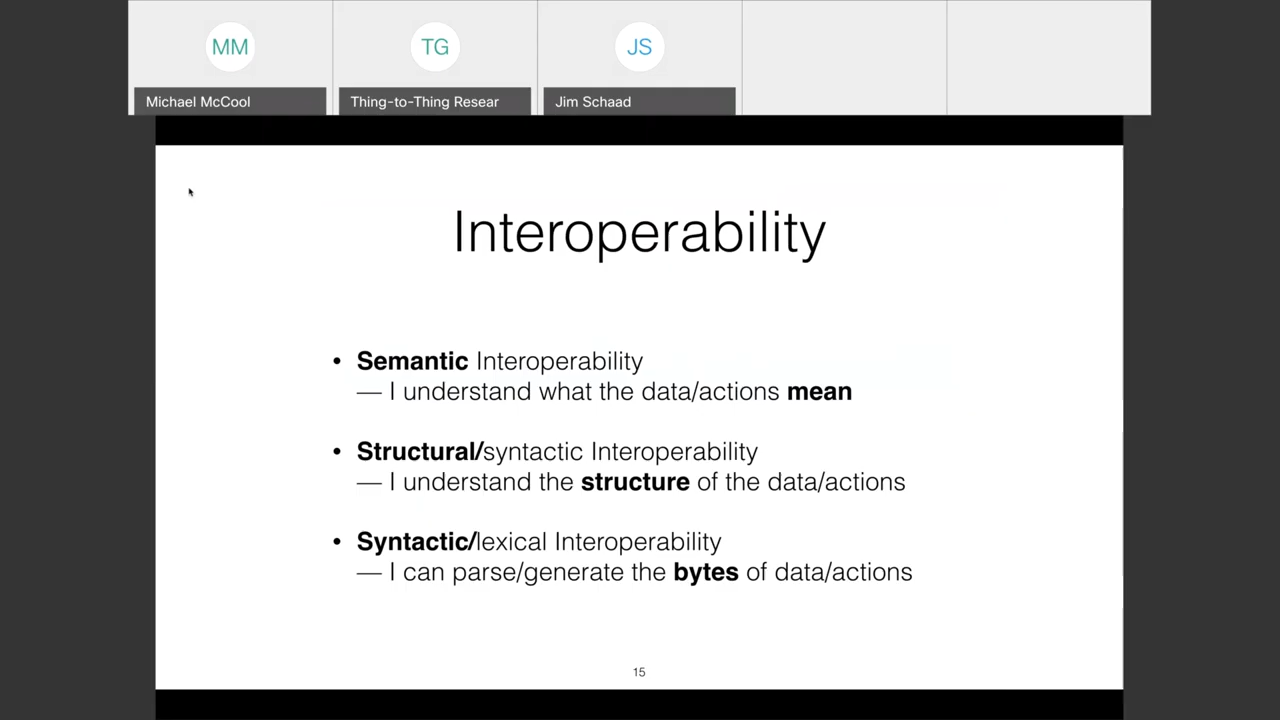 MM
TG
JS
Michael McCool
Thing-to-Thing Resear
Jim Schaad
Interoperability
• Semantic Interoperability
— I understand what the data/actions mean
• Structural/syntactic Interoperability
— I understand the structure of the data/actions
• Syntactic/lexical Interoperability
— I can parse/generate the bytes of data/actions
15